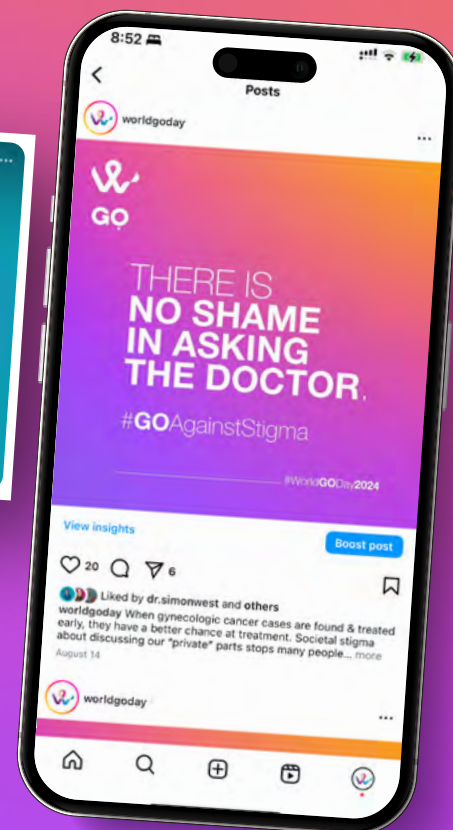 8:52
Posts
worldgoday
GO
THERE IS
NO SHAME
IN ASKING
THE DOCTOR.
#GOAgainstStigma
#WorldGODay2024
View insights
Boost post
20
6
Liked by dr.simonwest and others
worldgoday When gynecologic cancer cases are found & treated
early, they have a better chance at treatment. Societal stigma
about discussing our "private" parts stops many people... more
August 14
worldgoday